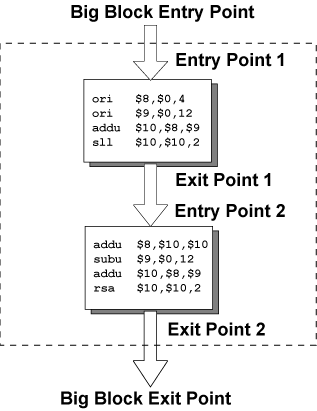 Big Block Entry Point
Entry Point 1
ori $8,$0,4
ori $9,$0,12
addu $10,$8,$9
sll $10,$10,2
Exit Point 1
Entry Point 2
addu $8,$10,$10
subu $9,$0,12
addu $10,$8,$9
rsa $10,$10,2
Exit Point 2
Big Block Exit Point